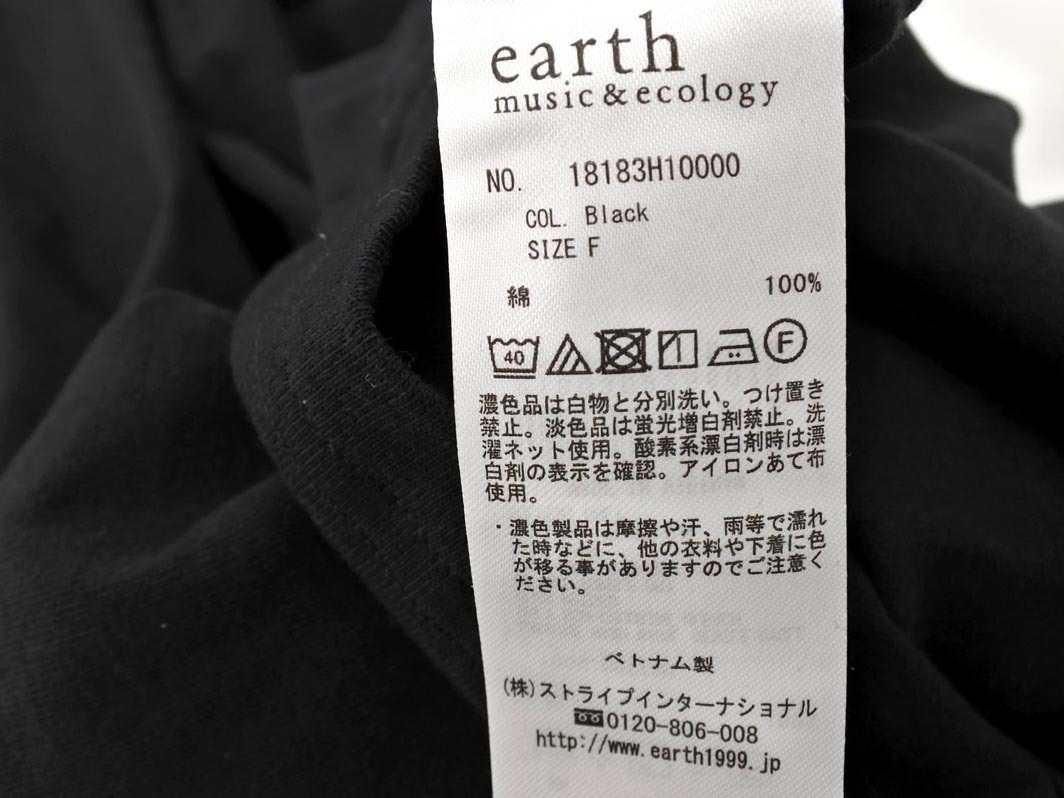 earth
music & ecology
NO. 18183H10000
COL. Black
SIZE F
綿 100%
40 F
濃色品は白物と分別洗い。つけ置き
禁止。淡色品は蛍光増白剤禁止。洗
濯ネット使用。酸素系漂白剤時は漂
白剤の表示を確認。アイロンあて布
使用。
・濃色製品は摩擦や汗、雨等で濡れ
た時などに、他の衣料や下着に色
が移る事がありますのでご注意く
ださい。
ベトナム製
(株)ストライプインターナショナル
0120-806-008
http://www.earth1999.jp